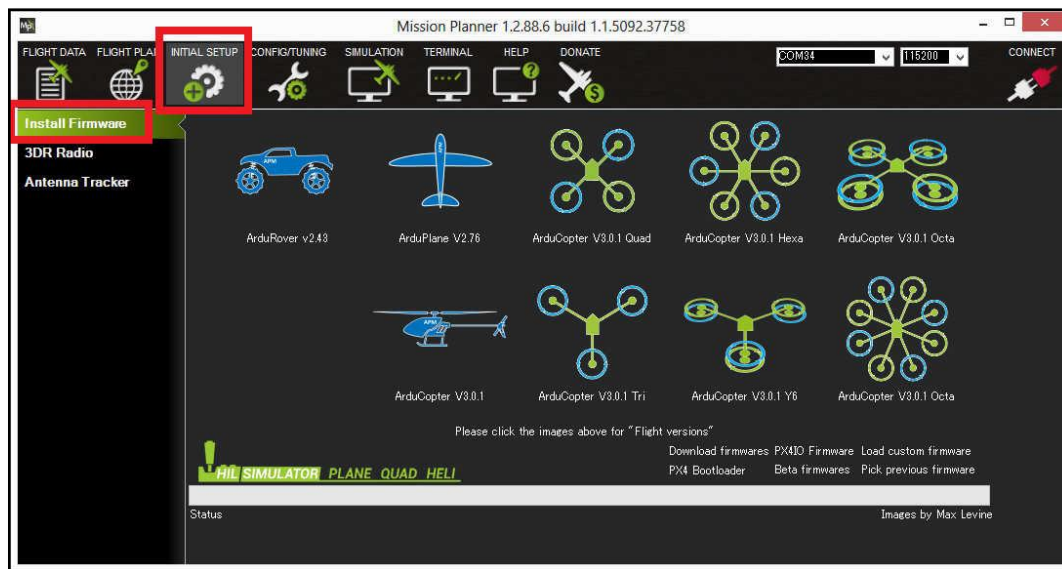 Mission Planner 1.2.88.6 build 1.1.5092.37758
FLIGHT DATA FLIGHT PLA INITIAL SETUP CONFIG/TUNING SIMULATION TERMINAL HELP DONATE COM34 115200 CONNECT
Install Firmware
3DR Radio
Antenna Tracker
APM
ArduRover v2.43 ArduPlane V2.76 ArduCopter V3.0.1 Quad ArduCopter V3.0.1 Hexa ArduCopter V3.0.1 Octa
APM
ArduCopter V3.0.1 ArduCopter V3.0.1 Tri ArduCopter V3.0.1 Y6 ArduCopter V3.0.1 Octa
Please click the images above for "Flight versions"
Download firmwares PX4IO Firmware Load custom firmware
PX4 Bootloader Beta firmwares Pick previous firmware
HIL SIMULATOR PLANE QUAD HELI
Status Images by Max Levine